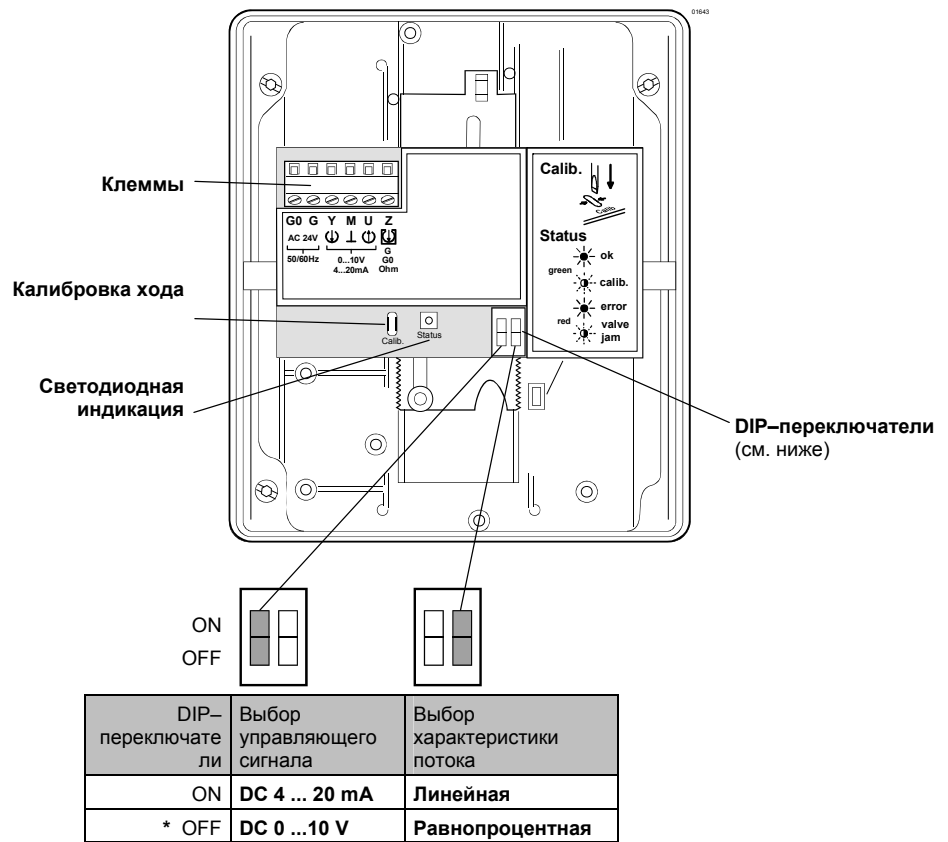 01643
Клеммы
Калибровка хода
Светодиодная
индикация
G0 G Y M U Z
AC 24V
50/60Hz
0...10V
4...20mA
G
G0
Ohm
Calib.
Status
Calib.
Calib
Status
ok
green
calib.
error
red
valve
jam
DIP–переключатели
(см. ниже)
ON
OFF
DIP–
переключате
ли
Выбор
управляющего
сигнала
Выбор
характеристики
потока
ON DC 4 ... 20 mA Линейная
* OFF DC 0 ...10 V Равнопроцентная